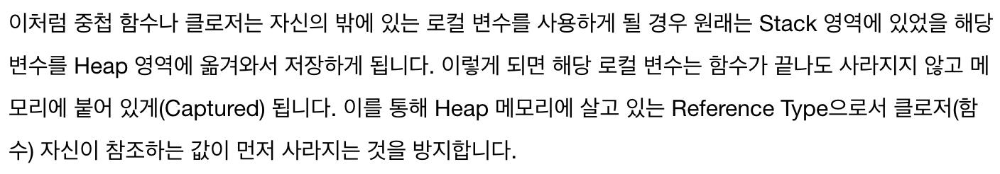 이처럼 중첩 함수나 클로저는 자신의 밖에 있는 로컬 변수를 사용하게 될 경우 원래는 Stack 영역에 있었을 해당
변수를 Heap 영역에 옮겨와서 저장하게 됩니다. 이렇게 되면 해당 로컬 변수는 함수가 끝나도 사라지지 않고 메
모리에 붙어 있게(Captured) 됩니다. 이를 통해 Heap 메모리에 살고 있는 Reference Type으로서 클로저(함
수) 자신이 참조하는 값이 먼저 사라지는 것을 방지합니다.